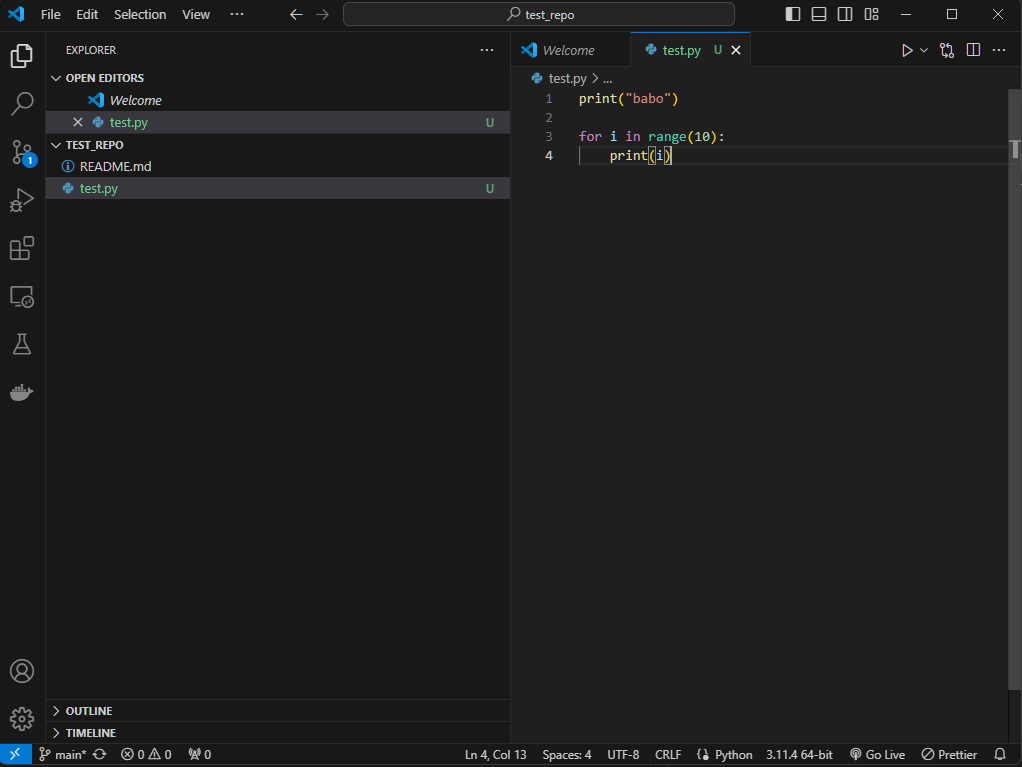 File Edit Selection View ··· test_repo
EXPLORER ···
OPEN EDITORS
Welcome
test.py U
TEST_REPO
README.md
test.py U
OUTLINE
TIMELINE
1
Welcome test.py U
test.py > ...
1 print("babo")
2
3 for i in range(10):
4     print(i)
main* 0 0 0 Ln 4, Col 13 Spaces: 4 UTF-8 CRLF Python 3.11.4 64-bit Go Live Prettier